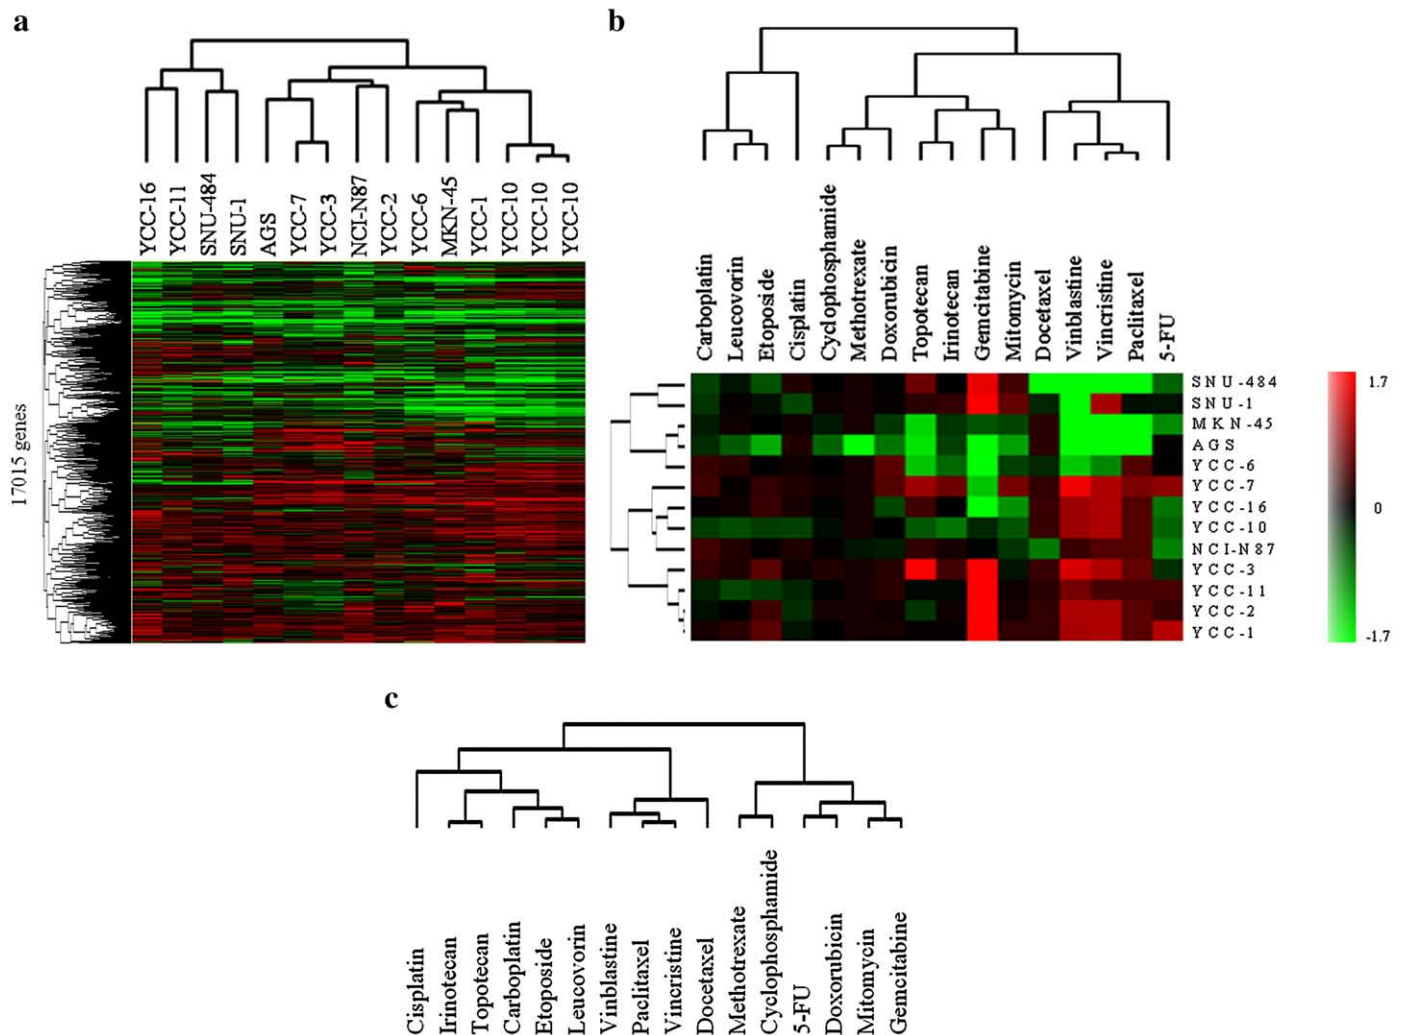 a
YCC-16
YCC-11
SNU-484
SNU-1
AGS
YCC-7
YCC-3
NCI-N87
YCC-2
YCC-6
MKN-45
YCC-1
YCC-10
YCC-10
YCC-10
17015 genes
b
Carboplatin
Leucovorin
Etoposide
Cisplatin
Cyclophosphamide
Methotrexate
Doxorubicin
Topotecan
Irinotecan
Gemcitabine
Mitomycin
Docetaxel
Vinblastine
Vincristine
Paclitaxel
5-FU
SNU-484
SNU-1
MKN-45
AGS
YCC-6
YCC-7
YCC-16
YCC-10
NCI-N87
YCC-3
YCC-11
YCC-2
YCC-1
1.7
0
-1.7
c
Cisplatin
Irinotecan
Topotecan
Carboplatin
Etoposide
Leucovorin
Vinblastine
Paclitaxel
Vincristine
Docetaxel
Methotrexate
Cyclophosphamide
5-FU
Doxorubicin
Mitomycin
Gemcitabine